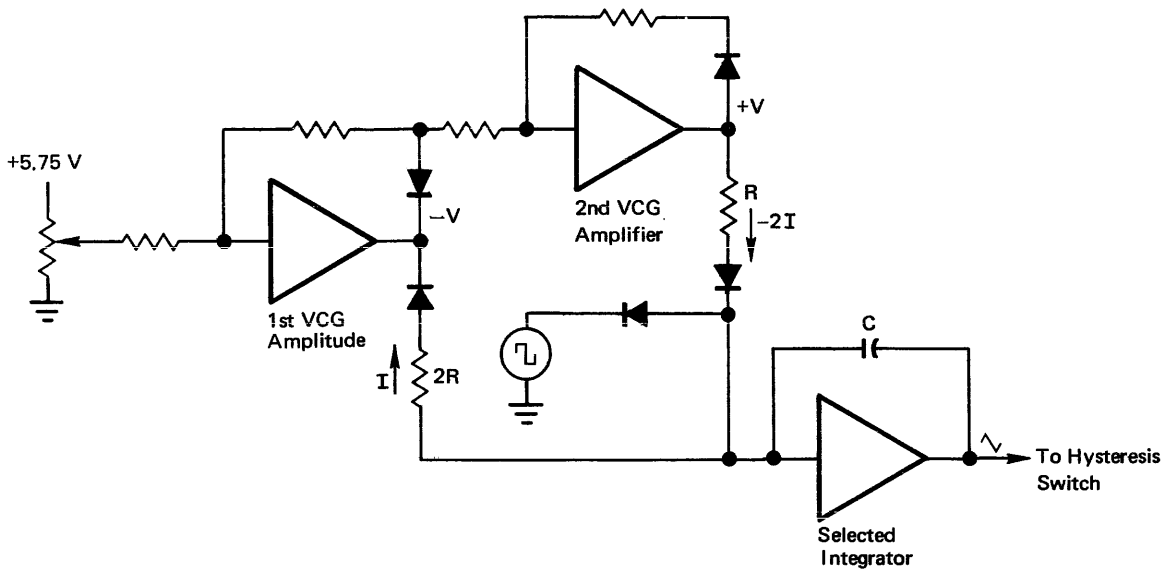 +5.75 V
1st VCG
Amplitude
–V
I
2R
2nd VCG
Amplifier
+V
R
–2I
C
Selected
Integrator
To Hysteresis
Switch